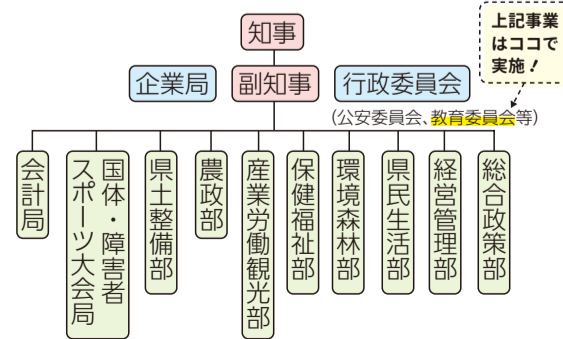 知事
上記事業
はココで
実施！
企業局
副知事
行政委員会
(公安委員会、教育委員会等)
総合政策部
経営管理部
県民生活部
環境森林部
保健福祉部
産業労働観光部
農政部
県土整備部
国体・障害者
スポーツ大会局
会計局